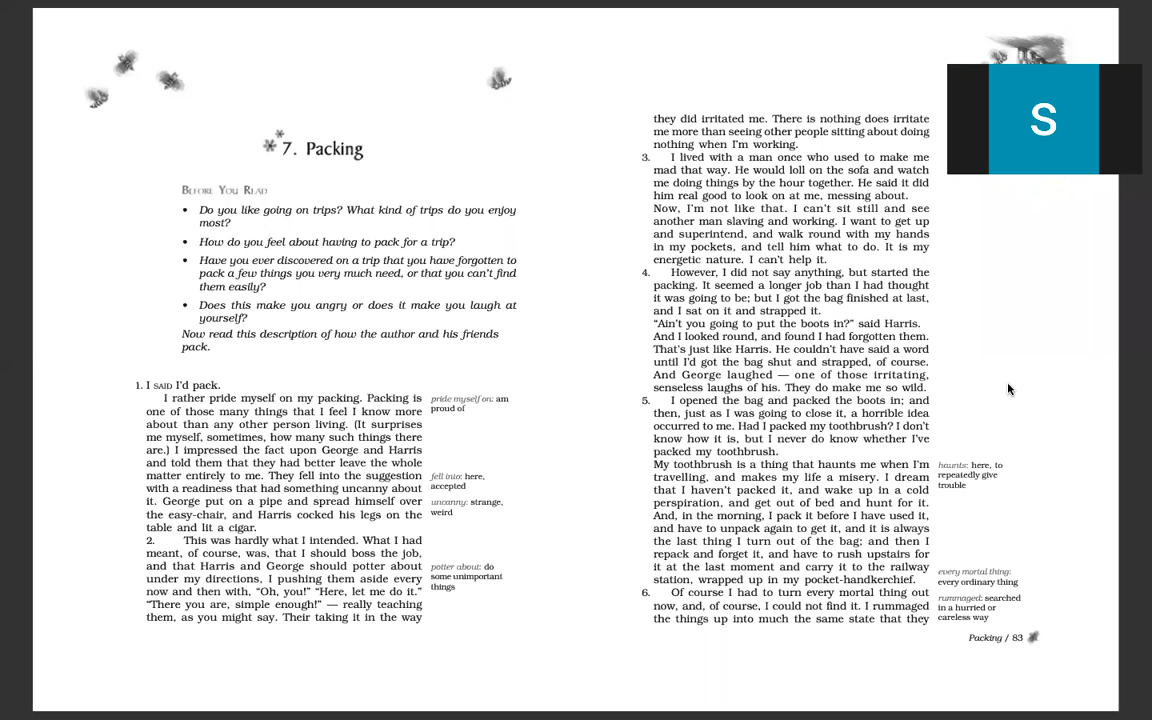 7. Packing
BEFORE YOU READ
• Do you like going on trips? What kind of trips do you enjoy
most?
• How do you feel about having to pack for a trip?
• Have you ever discovered on a trip that you have forgotten to
pack a few things you very much need, or that you can't find
them easily?
• Does this make you angry or does it make you laugh at
yourself?
Now read this description of how the author and his friends
pack.
1. I SAID I'd pack.
I rather pride myself on my packing. Packing is
one of those many things that I feel I know more
about than any other person living. (It surprises
me myself, sometimes, how many such things there
are.) I impressed the fact upon George and Harris
and told them that they had better leave the whole
matter entirely to me. They fell into the suggestion
with a readiness that had something uncanny about
it. George put on a pipe and spread himself over
the easy-chair, and Harris cocked his legs on the
table and lit a cigar.
2. This was hardly what I intended. What I had
meant, of course, was, that I should boss the job,
and that Harris and George should potter about
under my directions, I pushing them aside every
now and then with, "Oh, you!" "Here, let me do it."
"There you are, simple enough!" — really teaching
them, as you might say. Their taking it in the way
pride myself on: am
proud of
fell into: here,
accepted
uncanny: strange,
weird
potter about: do
some unimportant
things
they did irritated me. There is nothing does irritate
me more than seeing other people sitting about doing
nothing when I'm working.
3. I lived with a man once who used to make me
mad that way. He would loll on the sofa and watch
me doing things by the hour together. He said it did
him real good to look on at me, messing about.
Now, I'm not like that. I can't sit still and see
another man slaving and working. I want to get up
and superintend, and walk round with my hands
in my pockets, and tell him what to do. It is my
energetic nature. I can't help it.
4. However, I did not say anything, but started the
packing. It seemed a longer job than I had thought
it was going to be; but I got the bag finished at last,
and I sat on it and strapped it.
"Ain't you going to put the boots in?" said Harris.
And I looked round, and found I had forgotten them.
That's just like Harris. He couldn't have said a word
until I'd got the bag shut and strapped, of course.
And George laughed — one of those irritating,
senseless laughs of his. They do make me so wild.
5. I opened the bag and packed the boots in; and
then, just as I was going to close it, a horrible idea
occurred to me. Had I packed my toothbrush? I don't
know how it is, but I never do know whether I've
packed my toothbrush.
My toothbrush is a thing that haunts me when I'm
travelling, and makes my life a misery. I dream
that I haven't packed it, and wake up in a cold
perspiration, and get out of bed and hunt for it.
And, in the morning, I pack it before I have used it,
and have to unpack again to get it, and it is always
the last thing I turn out of the bag; and then I
repack and forget it, and have to rush upstairs for
it at the last moment and carry it to the railway
station, wrapped up in my pocket-handkerchief.
6. Of course I had to turn every mortal thing out
now, and, of course, I could not find it. I rummaged
the things up into much the same state that they
haunts: here, to
repeatedly give
trouble
every mortal thing:
every ordinary thing
rummaged: searched
in a hurried or
careless way
Packing / 83
S